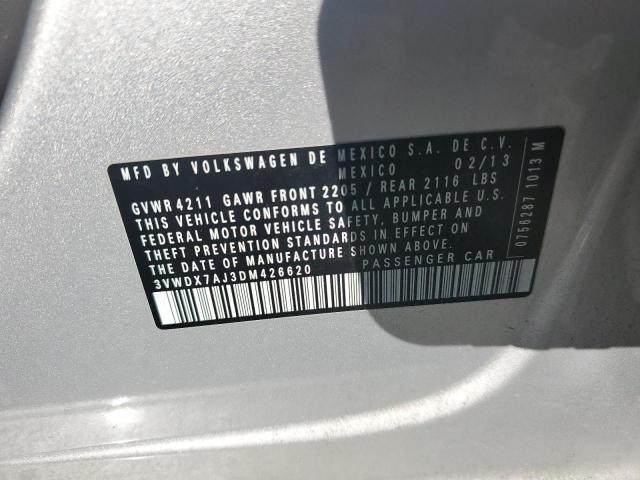 MFD BY VOLKSWAGEN DE MEXICO S.A. DE C.V.
MEXICO 02/13
GVWR 4211 GAWR FRONT 2205 / REAR 2116 LBS
THIS VEHICLE CONFORMS TO ALL APPLICABLE U.S.
FEDERAL MOTOR VEHICLE SAFETY, BUMPER AND
THEFT PREVENTION STANDARDS IN EFFECT ON
THE DATE OF MANUFACTURE SHOWN ABOVE.
3VWDX7AJ3DM426620 PASSENGER CAR
0756287 1013 M